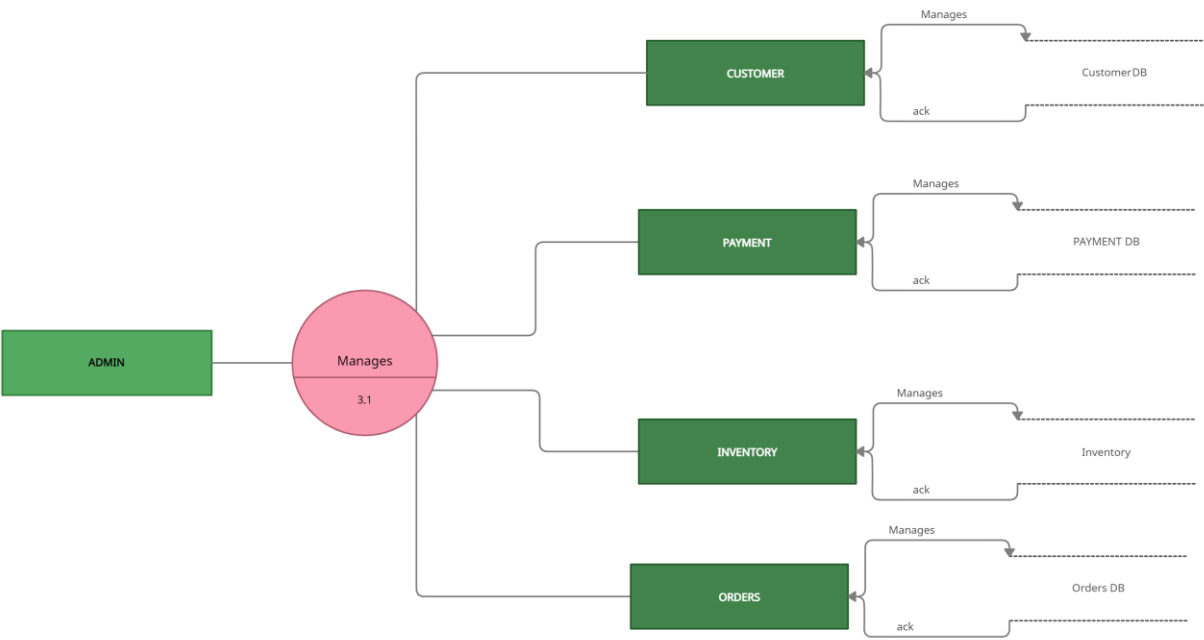 Manages
CUSTOMER
CustomerDB
ack
Manages
PAYMENT
PAYMENT DB
ack
ADMIN
Manages
3.1
Manages
INVENTORY
Inventory
ack
Manages
ORDERS
Orders DB
ack